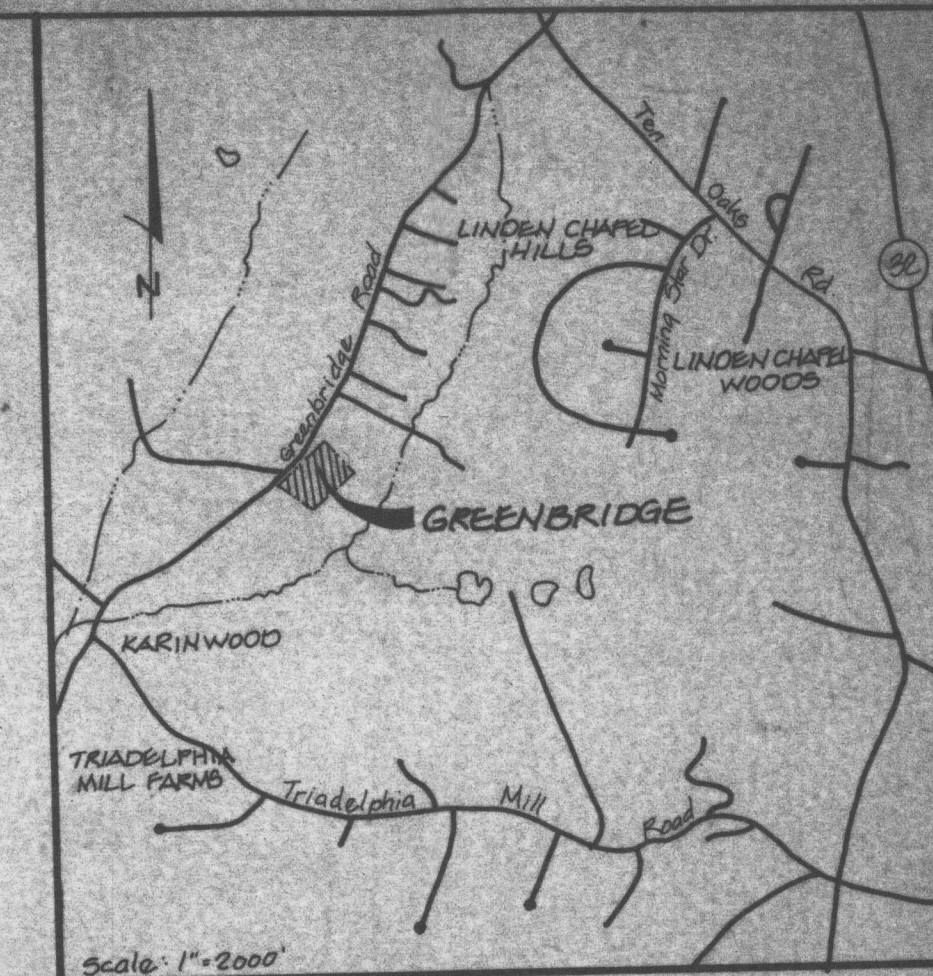 Ten Oaks Rd.
32
LINDEN CHAPEL
HILLS
N
Greenbridge Road
Morning Star Dr.
LINDEN CHAPEL
WOODS
GREENBRIDGE
KARINWOOD
TRIADELPHIA
MILL FARMS
Triadelphia Mill Road
Scale: 1"=2000'